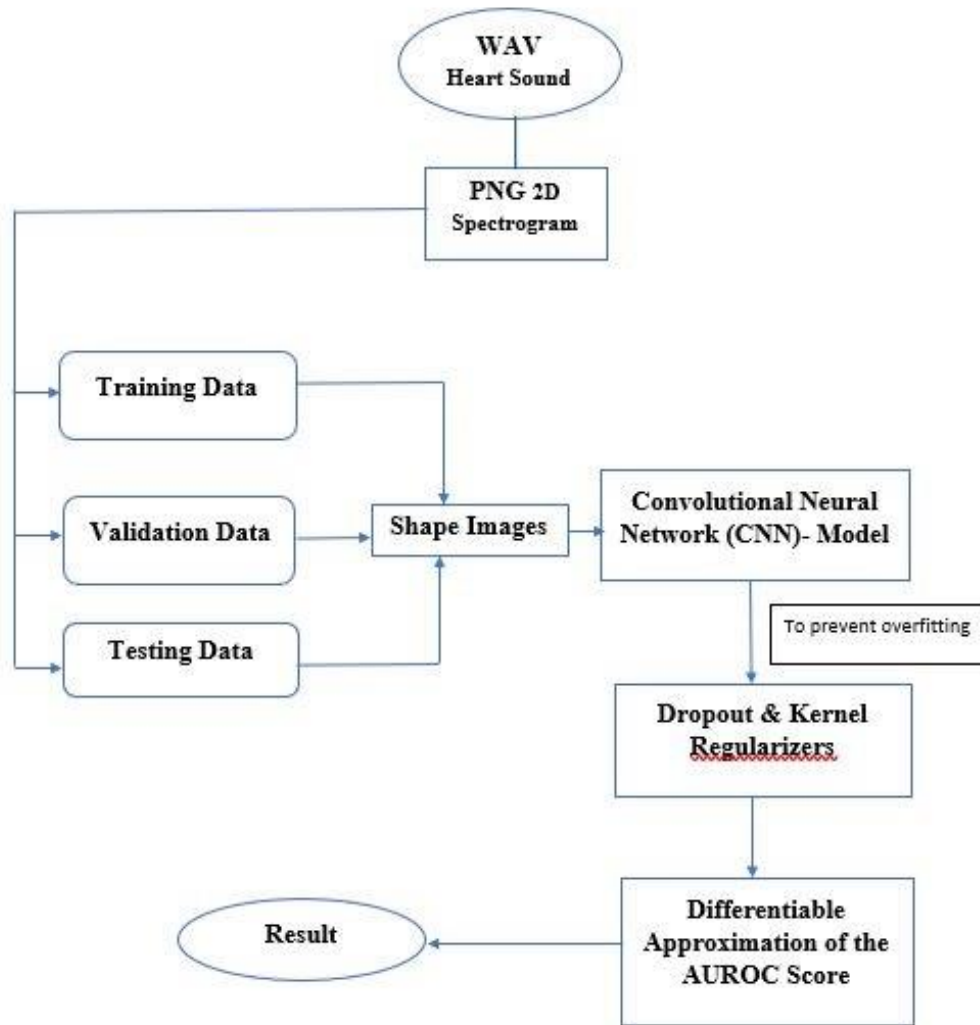 WAV
Heart Sound
PNG 2D
Spectrogram
Training Data
Validation Data
Testing Data
Shape Images
Convolutional Neural
Network (CNN)- Model
To prevent overfitting
Dropout & Kernel
Regularizers
Differentiable
Approximation of the
AUROC Score
Result